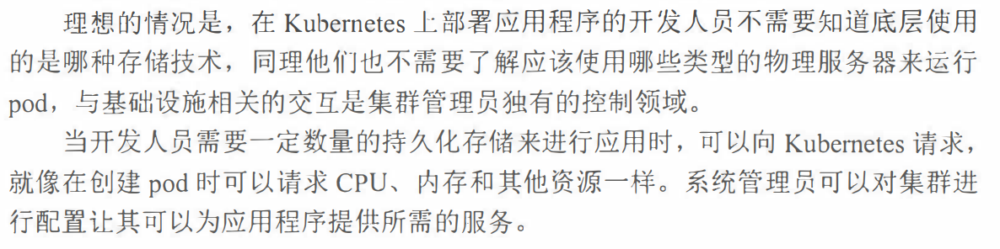 理想的情况是，在 Kubernetes 上部署应用程序的开发人员不需要知道底层使用
的是哪种存储技术，同理他们也不需要了解应该使用哪些类型的物理服务器来运行
pod，与基础设施相关的交互是集群管理员独有的控制领域。
当开发人员需要一定数量的持久化存储来进行应用时，可以向 Kubernetes 请求，
就像在创建 pod 时可以请求 CPU、内存和其他资源一样。系统管理员可以对集群进
行配置让其可以为应用程序提供所需的服务。